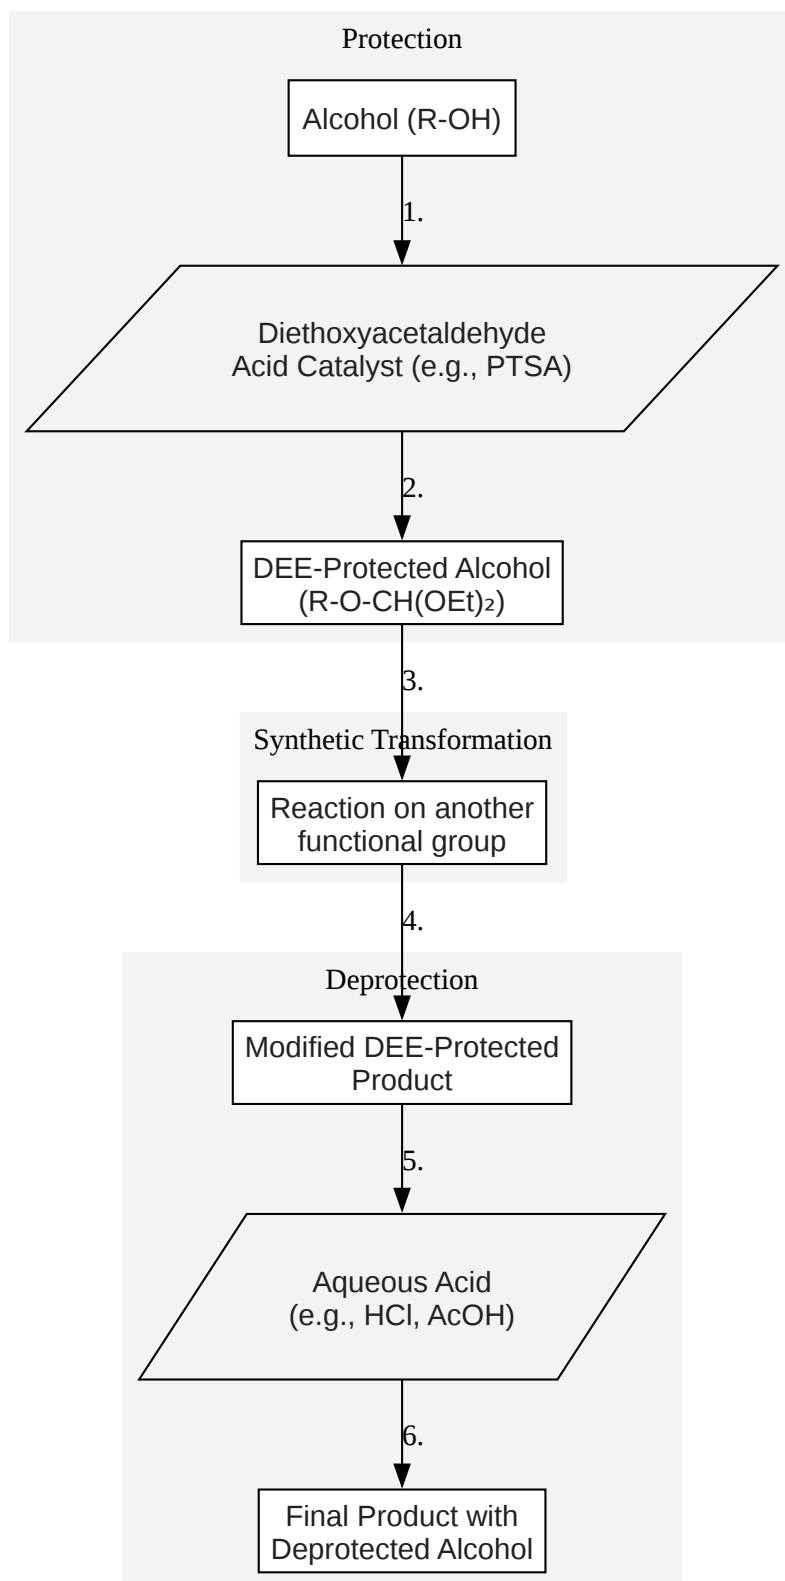 Protection
Alcohol (R-OH)
1.
Diethoxyacetaldehyde
Acid Catalyst (e.g., PTSA)
2.
DEE-Protected Alcohol
(R-O-CH(OEt)₂)
3.
Synthetic Transformation
Reaction on another
functional group
4.
Deprotection
Modified DEE-Protected
Product
5.
Aqueous Acid
(e.g., HCl, AcOH)
6.
Final Product with
Deprotected Alcohol